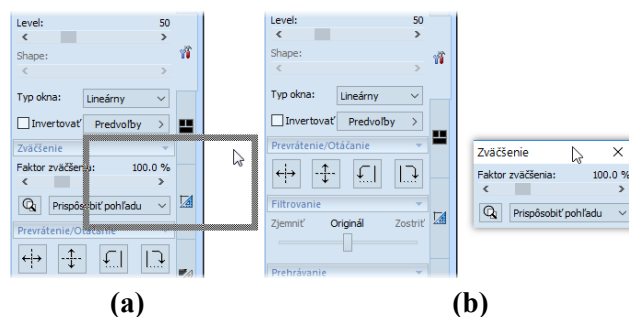 Level: 50
Shape:
Typ okna: Lineárny
Invertovať Predvoľby
Zväčšenie
Faktor zväčšenia: 100.0 %
Prispôsobiť pohľadu
Prevrátenie/Otáčanie
(a)
Level: 50
Shape:
Typ okna: Lineárny
Invertovať Predvoľby
Prevrátenie/Otáčanie
Filtrovanie
Zjemniť Originál Zostriť
Prehrávanie
Zväčšenie
Faktor zväčšenia: 100.0 %
Prispôsobiť pohľadu
(b)